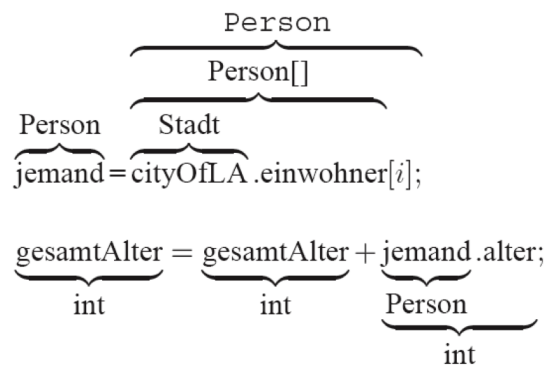 Person
Person[]
Person Stadt
jemand = cityOfLA.einwohner[i];
gesamtAlter = gesamtAlter + jemand.alter;
int int Person
int